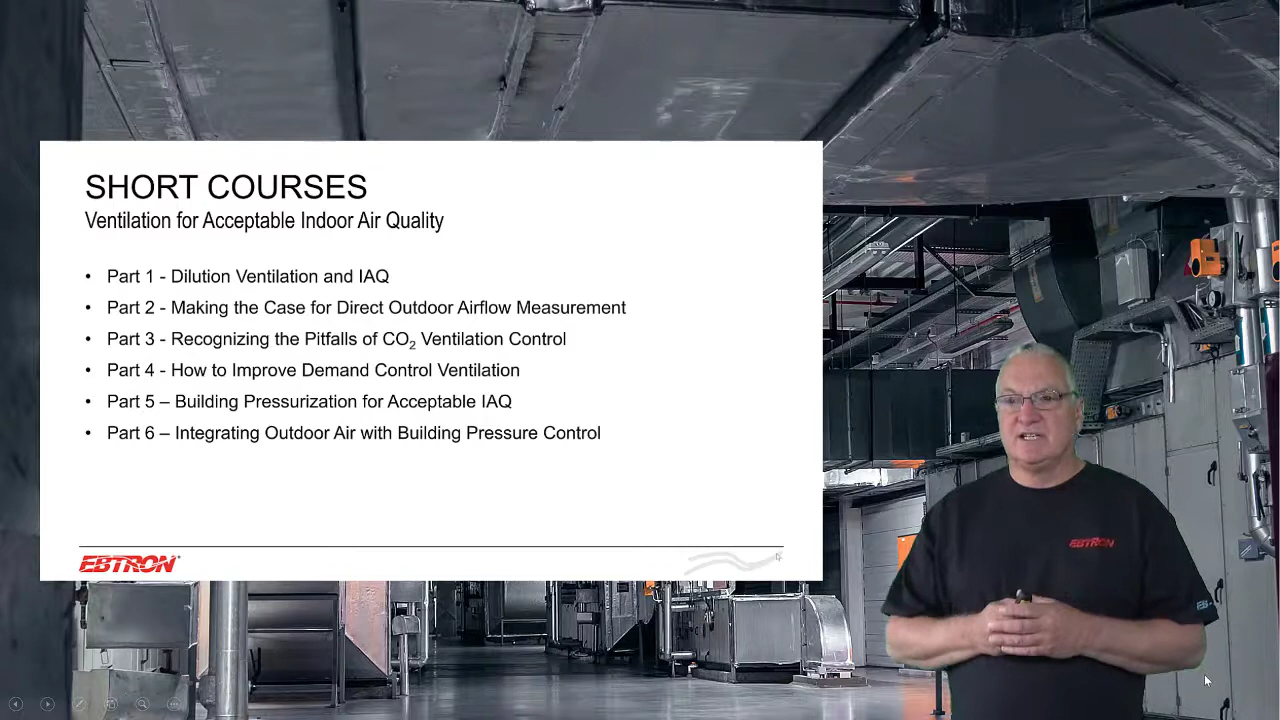 SHORT COURSES
Ventilation for Acceptable Indoor Air Quality
• Part 1 - Dilution Ventilation and IAQ
• Part 2 - Making the Case for Direct Outdoor Airflow Measurement
• Part 3 - Recognizing the Pitfalls of CO₂ Ventilation Control
• Part 4 - How to Improve Demand Control Ventilation
• Part 5 – Building Pressurization for Acceptable IAQ
• Part 6 – Integrating Outdoor Air with Building Pressure Control
EBTRON
EBTRON